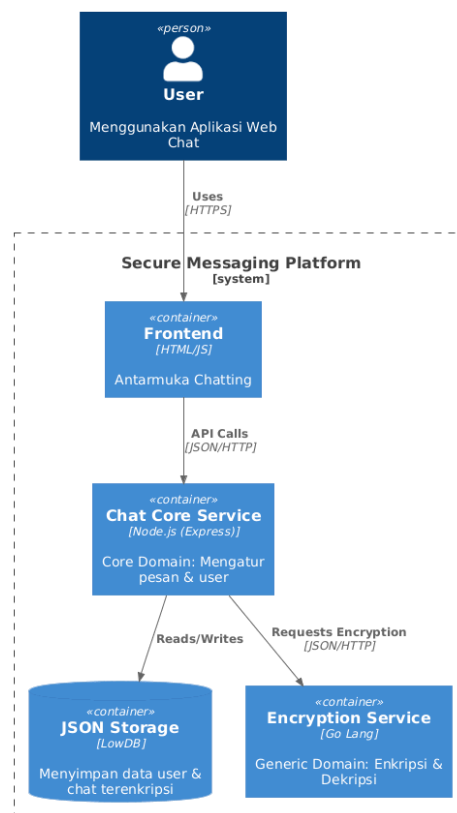 «person»
User
Menggunakan Aplikasi Web
Chat
Uses
[HTTPS]
Secure Messaging Platform
[system]
«container»
Frontend
[HTML/JS]
Antarmuka Chatting
API Calls
[JSON/HTTP]
«container»
Chat Core Service
[Node.js (Express)]
Core Domain: Mengatur
pesan & user
Reads/Writes
Requests Encryption
[JSON/HTTP]
«container»
JSON Storage
[LowDB]
Menyimpan data user &
chat terenkripsi
«container»
Encryption Service
[Go Lang]
Generic Domain: Enkripsi &
Dekripsi